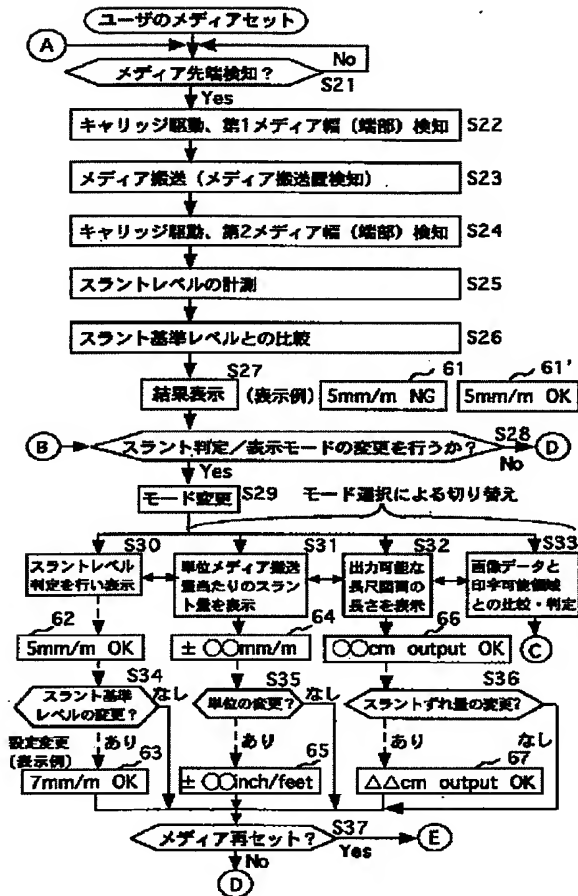 ユーザのメディアセット
A
No
メディア先端検知?
S21
Yes
キャリッジ駆動、第1メディア幅(端部)検知
S22
メディア搬送(メディア搬送置検知)
S23
キャリッジ駆動、第2メディア幅(端部)検知
S24
スラントレベルの計測
S25
スラント基準レベルとの比較
S26
S27
61
61'
結果表示
(表示例)
5mm/m NG
5mm/m OK
B
スラント判定/表示モードの変更を行うか?
S28
D
Yes
No
モード変更
S29
モード選択による切り替え
S30
S31
S32
S33
スラントレベル
判定を行い表示
単位メディア搬送
量当たりのスラン
ト量を表示
出力可能な
長尺図面の
長さを表示
画像データと
印字可能領域
との比較・判定
62
64
66
C
5mm/m OK
± ○○mm/m
○○cm output OK
S34
S35
S36
スラント基準
レベルの変更?
なし
単位の変更?
なし
スラントずれ量の変更?
なし
設定変更
(表示例)
あり
63
あり
65
あり
67
7mm/m OK
± ○○inch/feet
△△cm output OK
メディア再セット?
S37
E
No
Yes
D